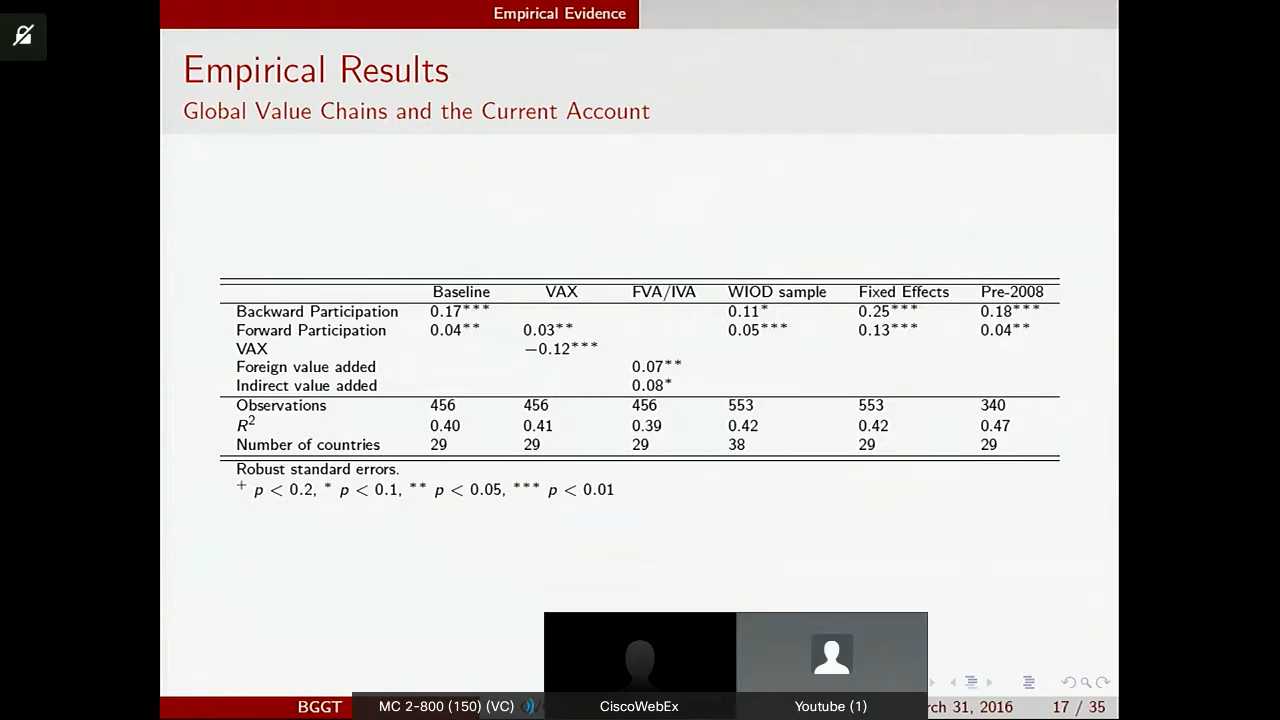 Empirical Evidence
Empirical Results
Global Value Chains and the Current Account
Baseline VAX FVA/IVA WIOD sample Fixed Effects Pre-2008
Backward Participation 0.17*** 0.11* 0.25*** 0.18***
Forward Participation 0.04** 0.03** 0.05*** 0.13*** 0.04**
VAX −0.12***
Foreign value added 0.07**
Indirect value added 0.08*
Observations 456 456 456 553 553 340
R² 0.40 0.41 0.39 0.42 0.42 0.47
Number of countries 29 29 29 38 29 29
Robust standard errors.
⁺ p < 0.2, * p < 0.1, ** p < 0.05, *** p < 0.01
BGGT MC 2-800 (150) (VC) CiscoWebEx Youtube (1) 31, 2016 17 / 35